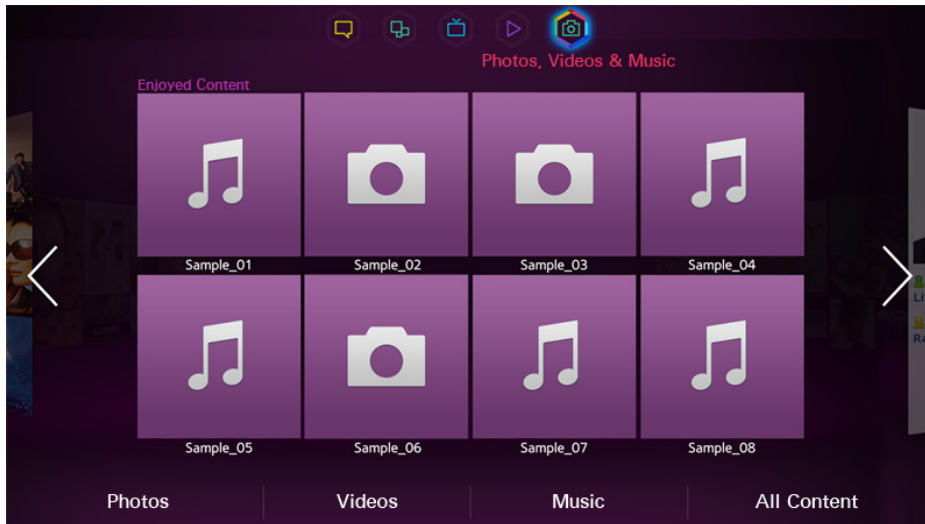 Photos, Videos & Music
Enjoyed Content
Sample_01 Sample_02 Sample_03 Sample_04
Sample_05 Sample_06 Sample_07 Sample_08
Photos Videos Music All Content